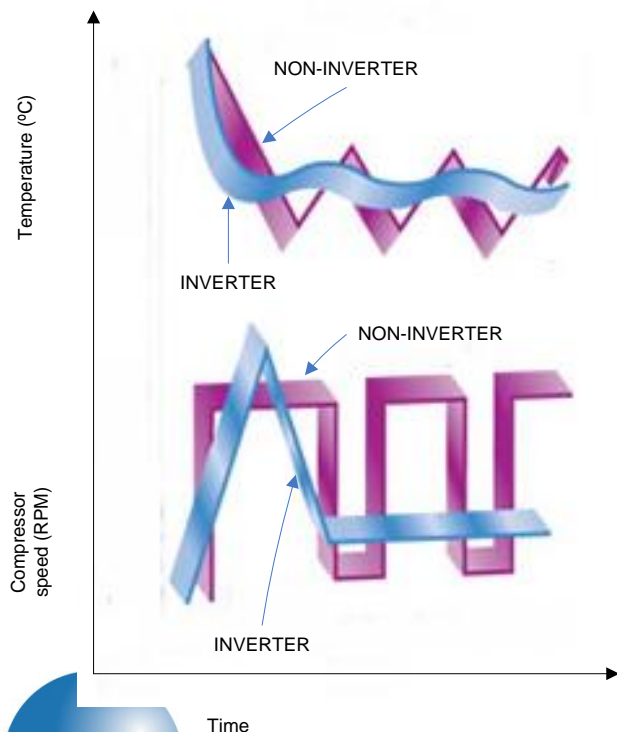 NON-INVERTER
Temperature (ºC)
INVERTER
NON-INVERTER
Compressor
speed (RPM)
INVERTER
Time